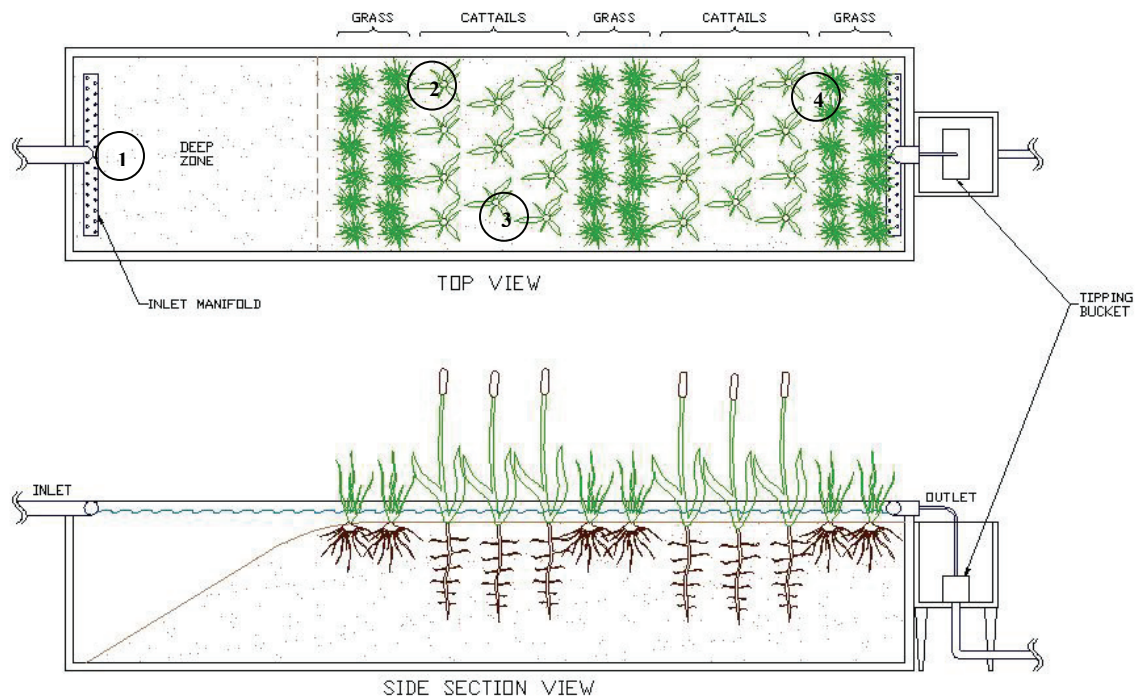 GRASS CATTAILS GRASS CATTAILS GRASS
2
4
1
DEEP
ZONE
3
TOP VIEW
INLET MANIFOLD
TIPPING
BUCKET
INLET
OUTLET
SIDE SECTION VIEW